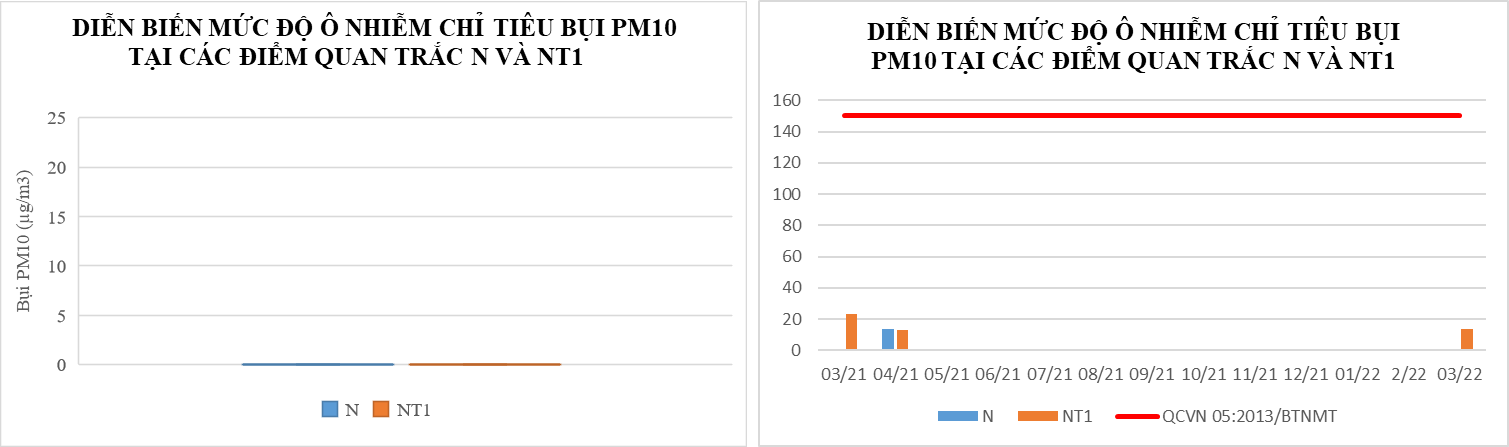 DIỄN BIẾN MỨC ĐỘ Ô NHIỄM CHỈ TIÊU BỤI PM10
TẠI CÁC ĐIỂM QUAN TRẮC N VÀ NT1
25
20
15
10
5
0
Bụi PM10 (µg/m3)
N NT1
DIỄN BIẾN MỨC ĐỘ Ô NHIỄM CHỈ TIÊU BỤI
PM10 TẠI CÁC ĐIỂM QUAN TRẮC N VÀ NT1
160
140
120
100
80
60
40
20
0
03/21 04/21 05/21 06/21 07/21 08/21 09/21 10/21 11/21 12/21 01/22 2/22 03/22
N NT1 QCVN 05:2013/BTNMT